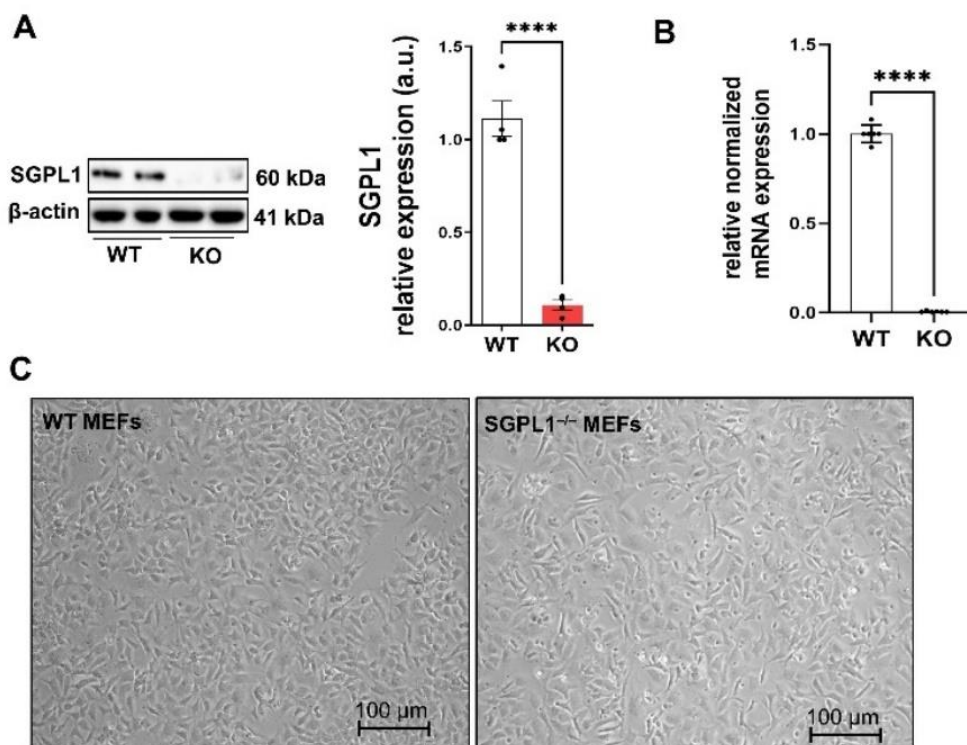 A
SGPL1
60 kDa
β-actin
41 kDa
WT
KO
SGPL1
relative expression (a.u.)
1.5
1.0
0.5
0.0
****
WT
KO
B
relative normalized
mRNA expression
1.5
1.0
0.5
0.0
****
WT
KO
C
WT MEFs
100 µm
SGPL1⁻/⁻ MEFs
100 µm